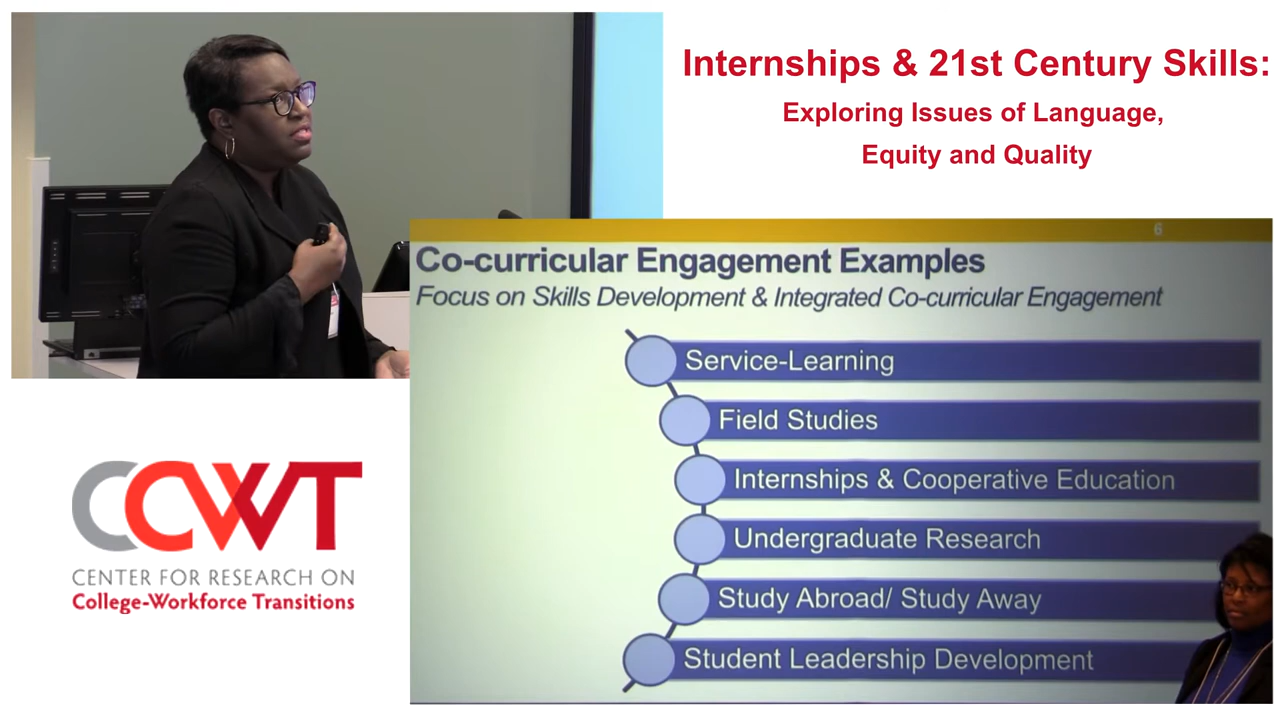 Internships & 21st Century Skills:
Exploring Issues of Language,
Equity and Quality
6
Co-curricular Engagement Examples
Focus on Skills Development & Integrated Co-curricular Engagement
Service-Learning
Field Studies
Internships & Cooperative Education
Undergraduate Research
Study Abroad/ Study Away
Student Leadership Development
CCWT
CENTER FOR RESEARCH ON
College-Workforce Transitions